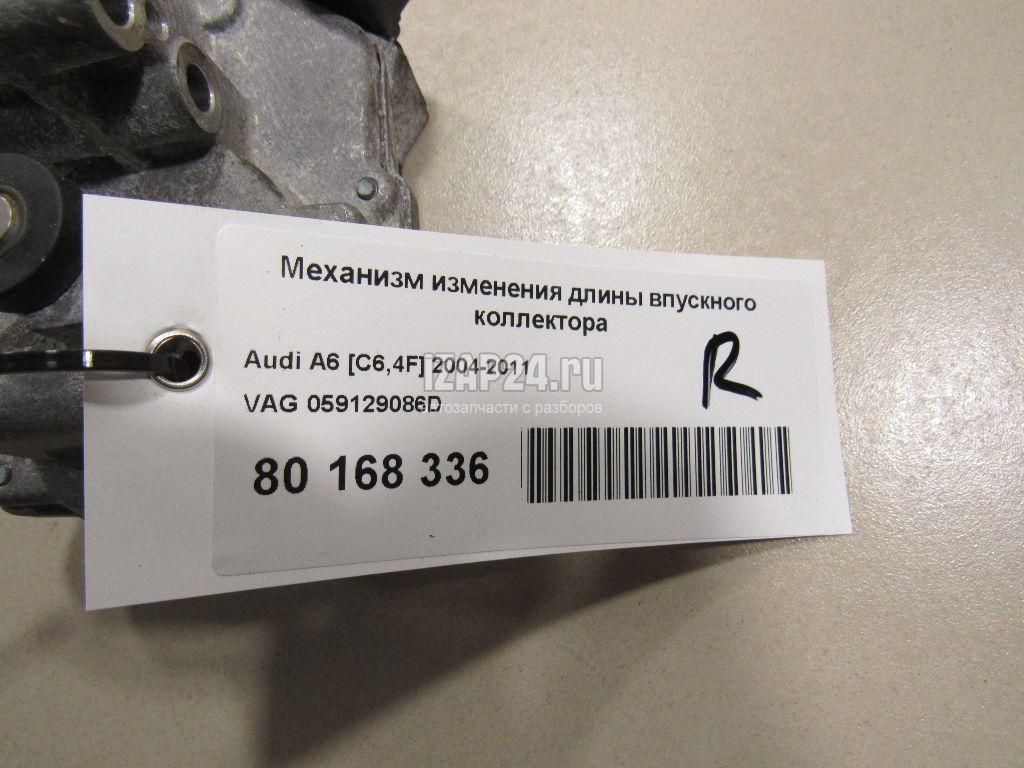 Механизм изменения длины впускного
коллектора
Audi A6 [C6,4F] 2004-2011
IZAP24.ru
VAG 059129086D
автозапчасти с разборов
R
80 168 336